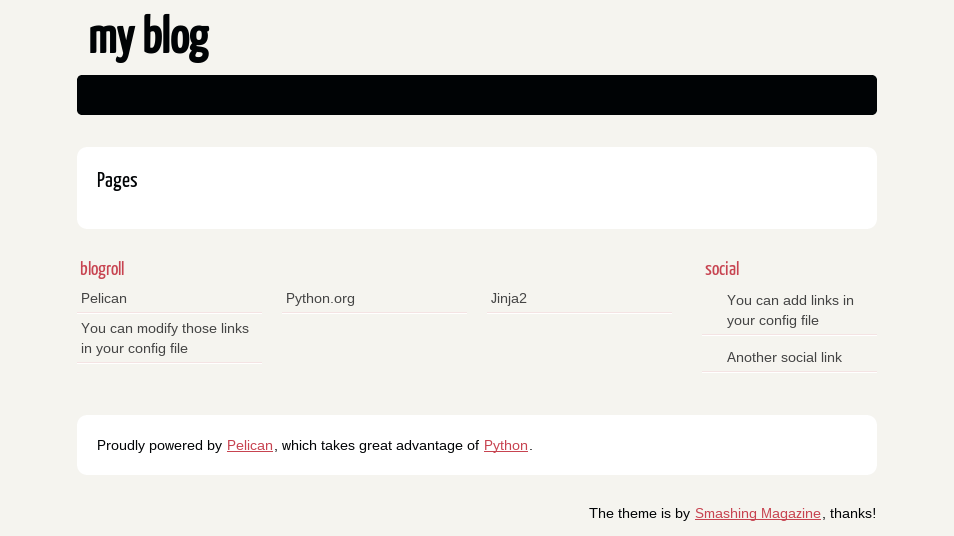 my blog
Pages
blogroll
Pelican
Python.org
Jinja2
You can modify those links
in your config file
social
You can add links in
your config file
Another social link
Proudly powered by Pelican, which takes great advantage of Python.
The theme is by Smashing Magazine, thanks!